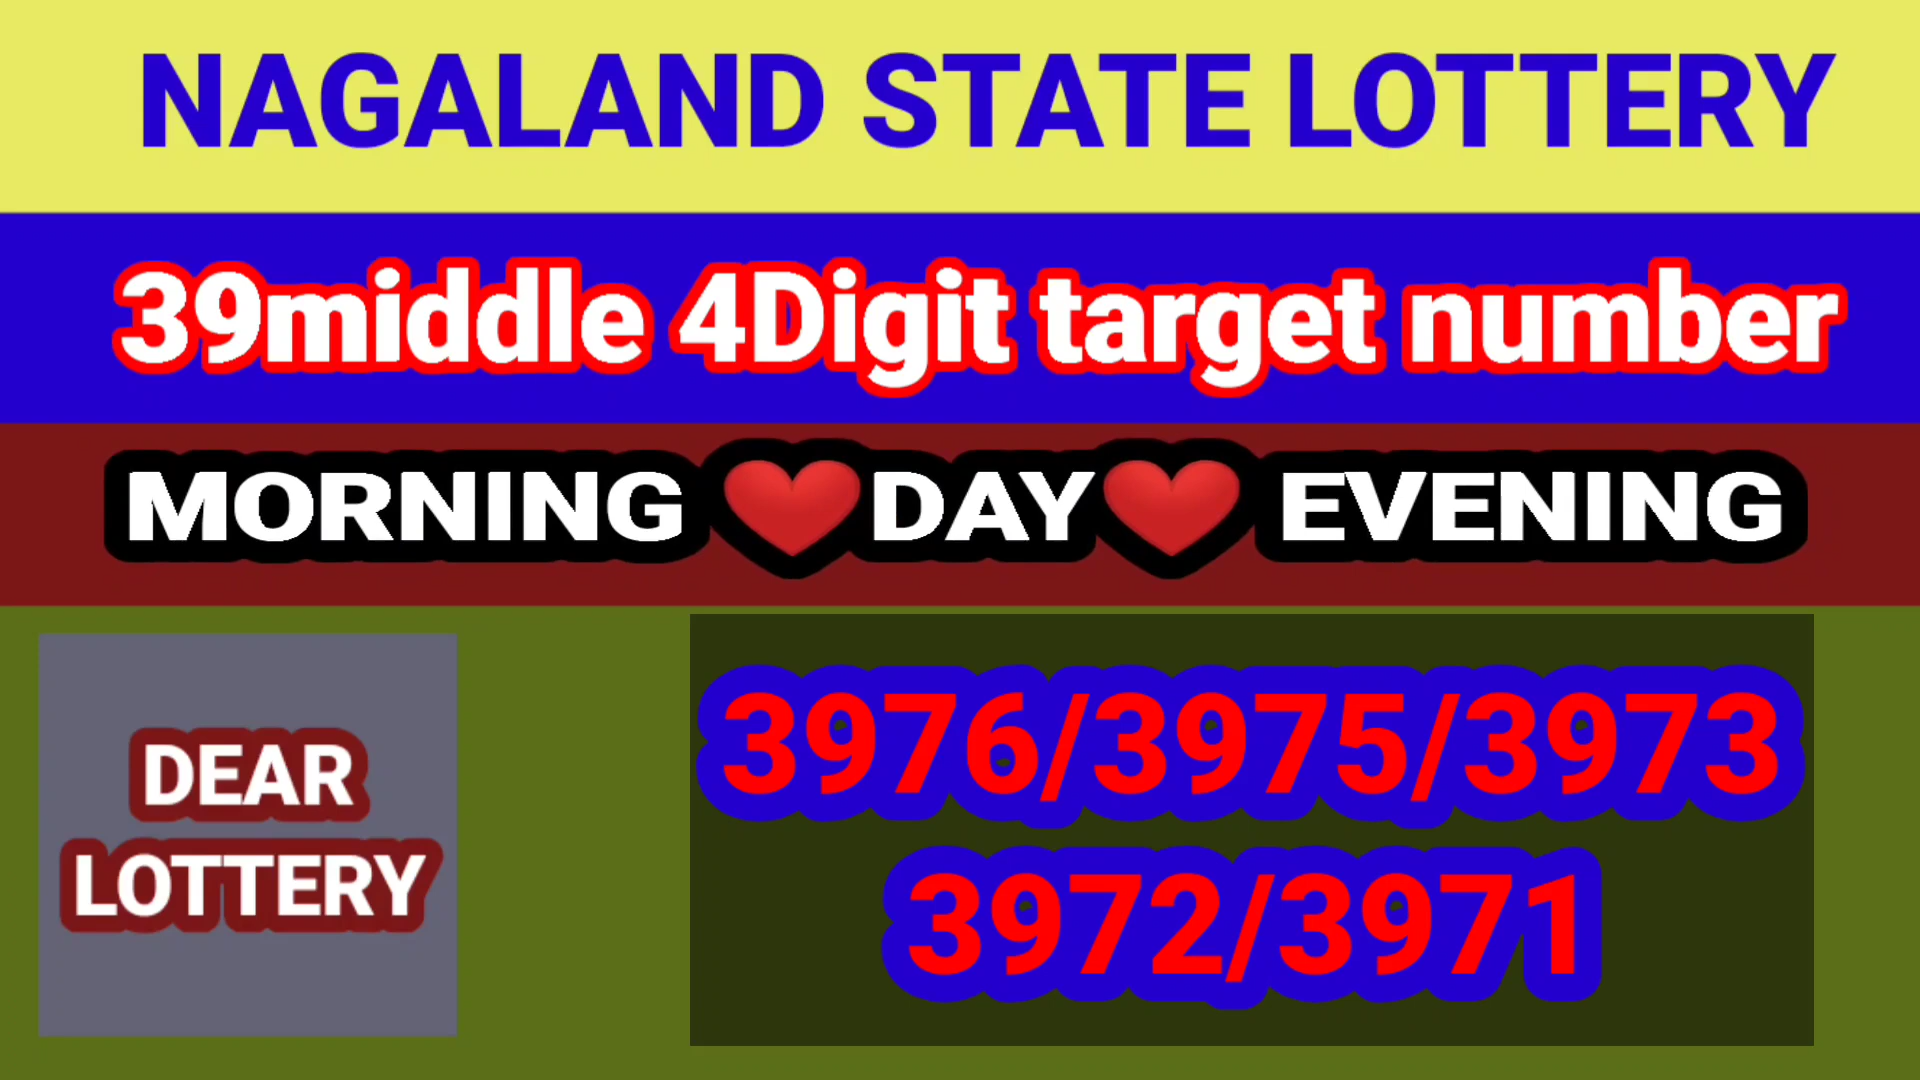 NAGALAND STATE LOTTERY
39middle 4Digit target number
MORNING ❤️DAY❤️ EVENING
DEAR
LOTTERY
3976/3975/3973
3972/3971